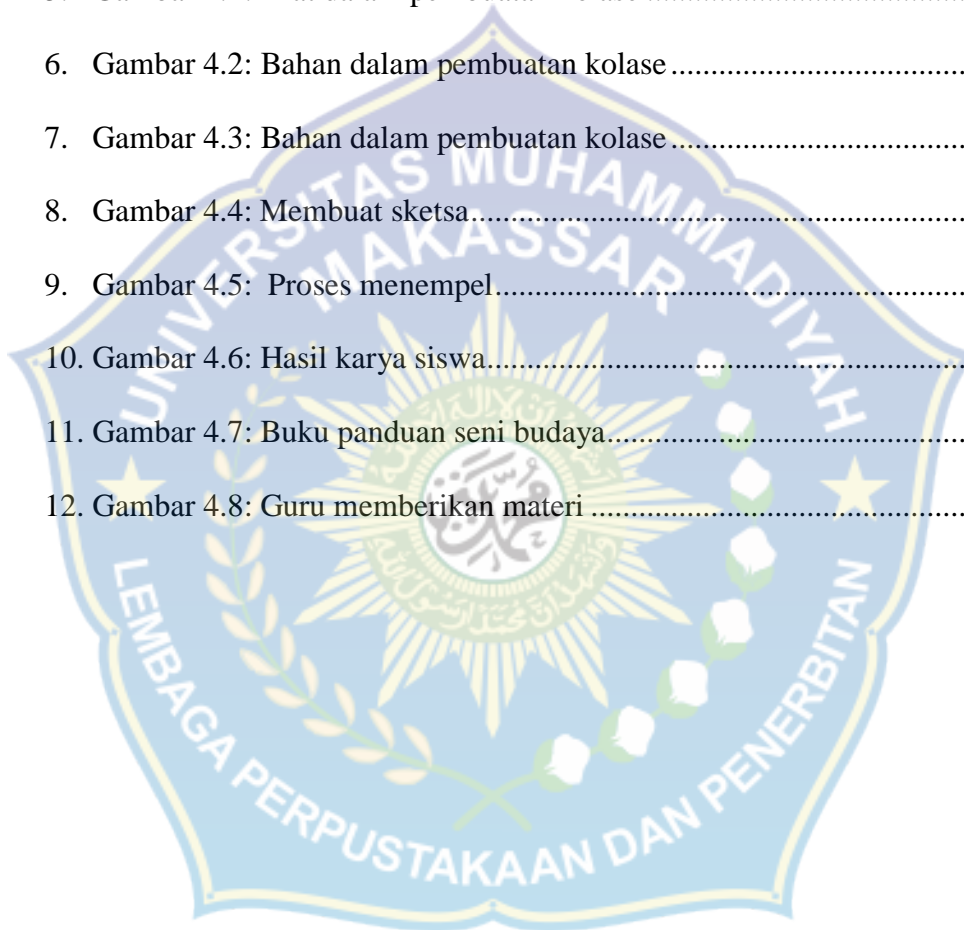 6. Gambar 4.2: Bahan dalam pembuatan kolase
7. Gambar 4.3: Bahan dalam pembuatan kolase
8. Gambar 4.4: Membuat sketsa
9. Gambar 4.5: Proses menempel
10. Gambar 4.6: Hasil karya siswa
11. Gambar 4.7: Buku panduan seni budaya
12. Gambar 4.8: Guru memberikan materi
UNIVERSITAS MUHAMMADIYAH
MAKASSAR
LEMBAGA PERPUSTAKAAN DAN PENERBITAN